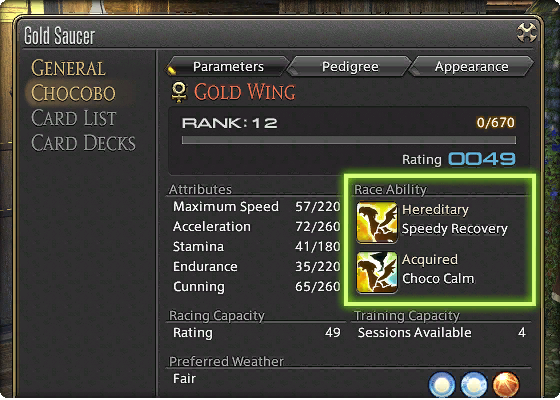 Gold Saucer
GENERAL
CHOCOBO
CARD LIST
CARD DECKS
Parameters Pedigree Appearance
GOLD WING
RANK: 12 0/670
Rating 0049
Attributes
Maximum Speed 57/220
Acceleration 72/260
Stamina 41/180
Endurance 35/220
Cunning 65/260
Race Ability
Hereditary
Speedy Recovery
Acquired
Choco Calm
Racing Capacity
Rating 49
Training Capacity
Sessions Available 4
Preferred Weather
Fair